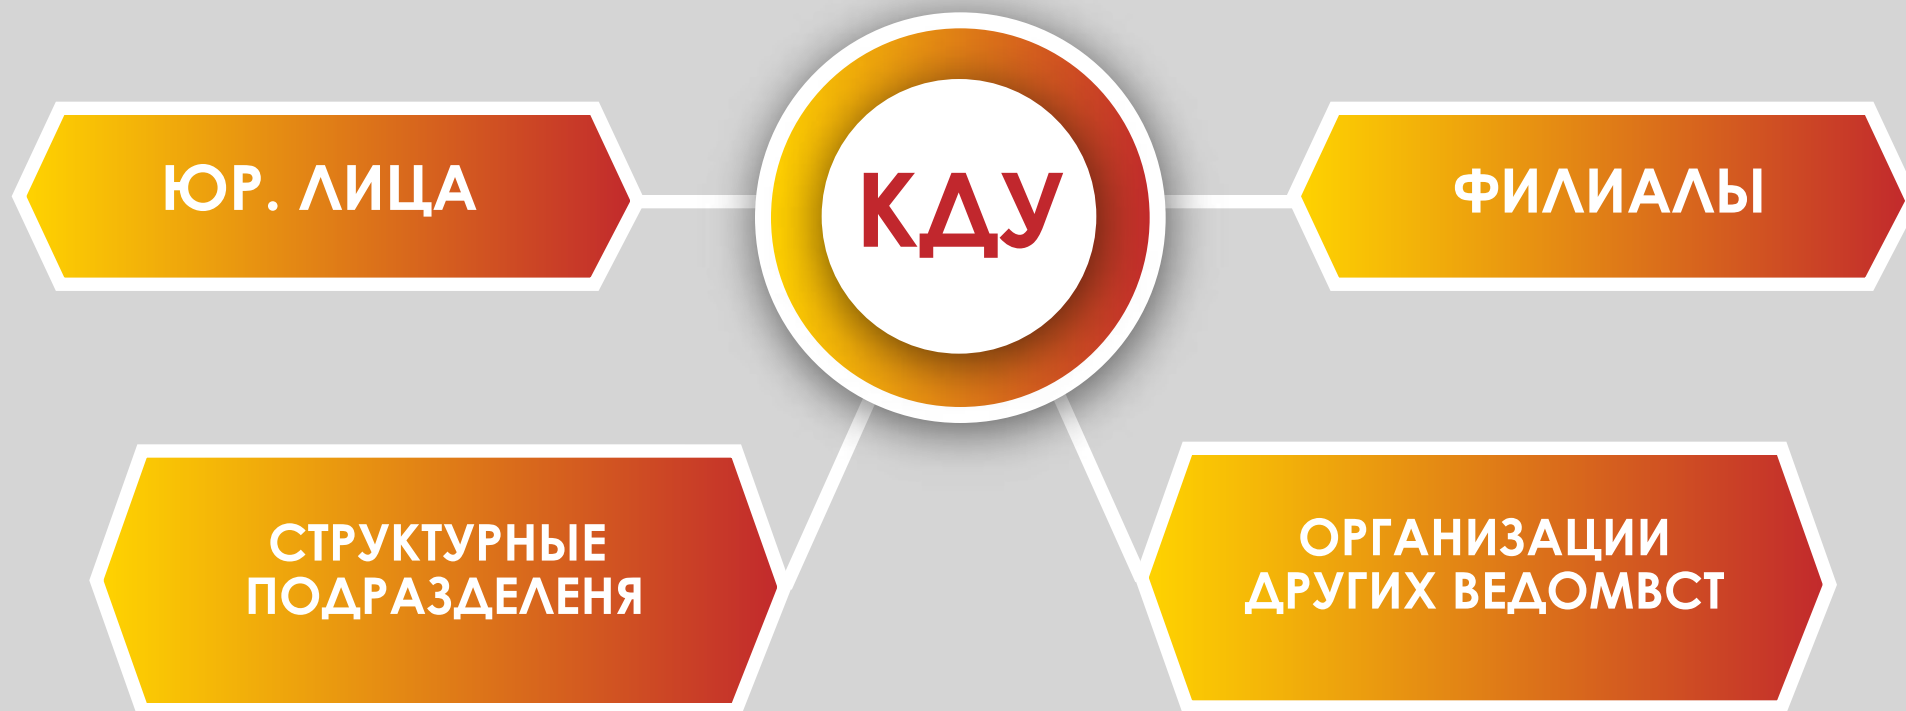 ЮР. ЛИЦА
КДУ
ФИЛИАЛЫ
СТРУКТУРНЫЕ
ПОДРАЗДЕЛЕНЯ
ОРГАНИЗАЦИИ
ДРУГИХ ВЕДОМВСТ